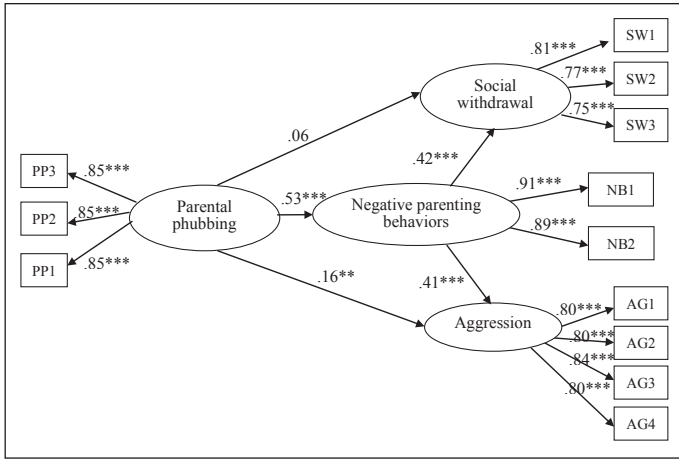 SW1
.81***
Social
withdrawal
.77***
SW2
.75***
SW3
.06
.42***
PP3
.85***
.91***
NB1
Parental
phubbing
.53***
Negative parenting
behaviors
PP2
.85***
.89***
NB2
PP1
.85***
.16**
.41***
AG1
.80***
Aggression
.80***
AG2
.84***
AG3
.80***
AG4